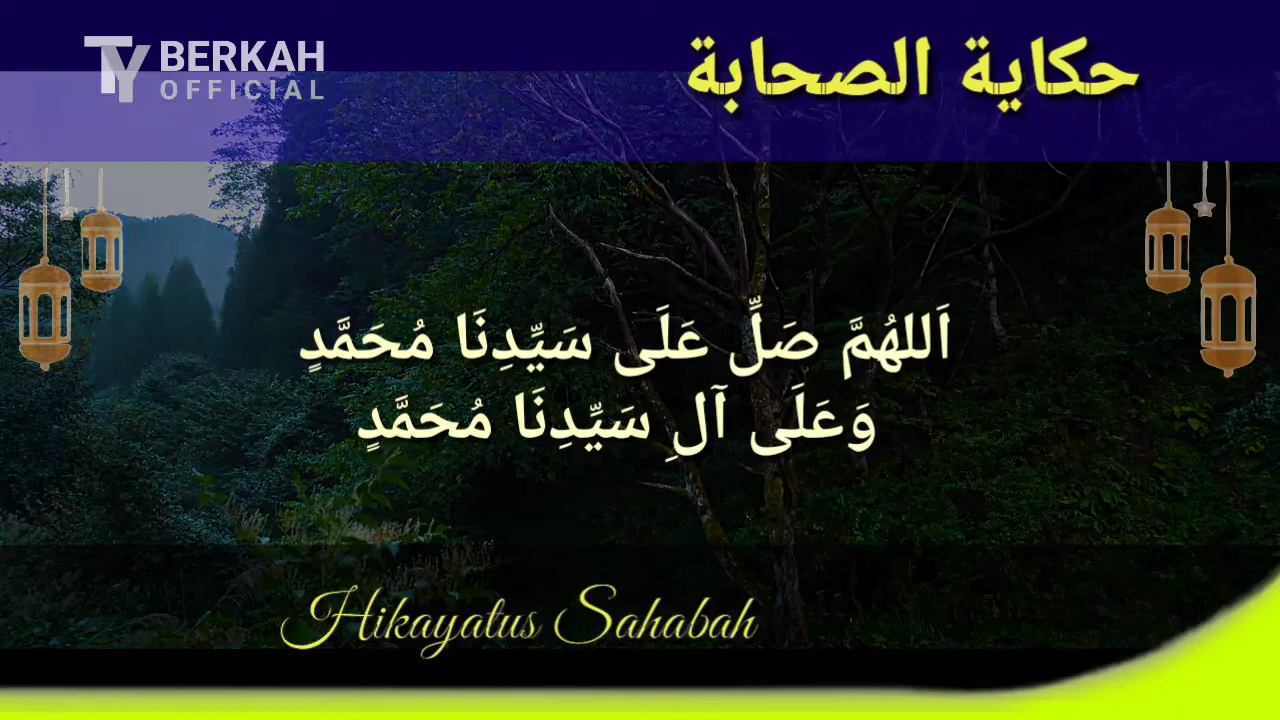 TY BERKAH
OFFICIAL
حكاية الصحابة
اَللهُمَّ صَلِّ عَلَى سَيِّدِنَا مُحَمَّدٍ
وَعَلَى آلِ سَيِّدِنَا مُحَمَّدٍ
Hikayatus Sahabah